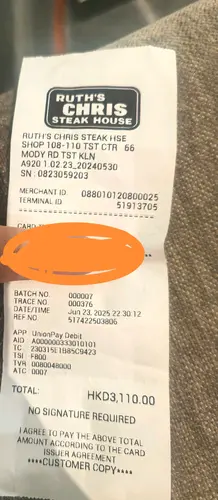 RUTH'S
CHRIS
STEAK HOUSE
RUTH'S CHRIS STEAK HSE
SHOP 108-110 TST CTR 66
MODY RD TST KLN
A920 1.02.23_20240530
SN : 0823059203
MERCHANT ID 088010120800025
TERMINAL ID 51913705
BATCH NO. 000007
TRACE NO. 000376
DATE/TIME Jun 23, 2025 22:30:12
REF.NO. 517422503806
APP UnionPay Debit
AID A000000333010101
TC 230315E1B85C9423
TSI F800
TVR 0080048000
ATC 0007
TOTAL: HKD3,110.00
NO SIGNATURE REQUIRED
I AGREE TO PAY THE ABOVE TOTAL
AMOUNT ACCORDING TO THE CARD
ISSUER AGREEMENT
****CUSTOMER COPY****